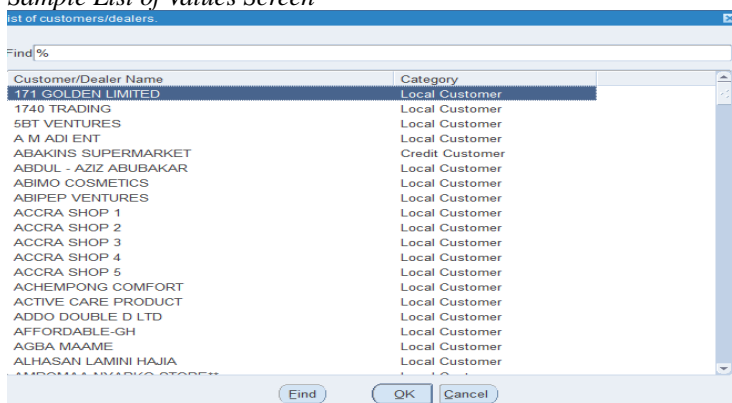 Sample List of Values Screen
ist of customers/dealers.
Find %
Customer/Dealer Name Category
171 GOLDEN LIMITED Local Customer
1740 TRADING Local Customer
5BT VENTURES Local Customer
A M ADI ENT Local Customer
ABAKINS SUPERMARKET Credit Customer
ABDUL - AZIZ ABUBAKAR Local Customer
ABIMO COSMETICS Local Customer
ABIPEP VENTURES Local Customer
ACCRA SHOP 1 Local Customer
ACCRA SHOP 2 Local Customer
ACCRA SHOP 3 Local Customer
ACCRA SHOP 4 Local Customer
ACCRA SHOP 5 Local Customer
ACHEMPONG COMFORT Local Customer
ACTIVE CARE PRODUCT Local Customer
ADDO DOUBLE D LTD Local Customer
AFFORDABLE-GH Local Customer
AGBA MAAME Local Customer
ALHASAN LAMINI HAJIA Local Customer
Find OK Cancel